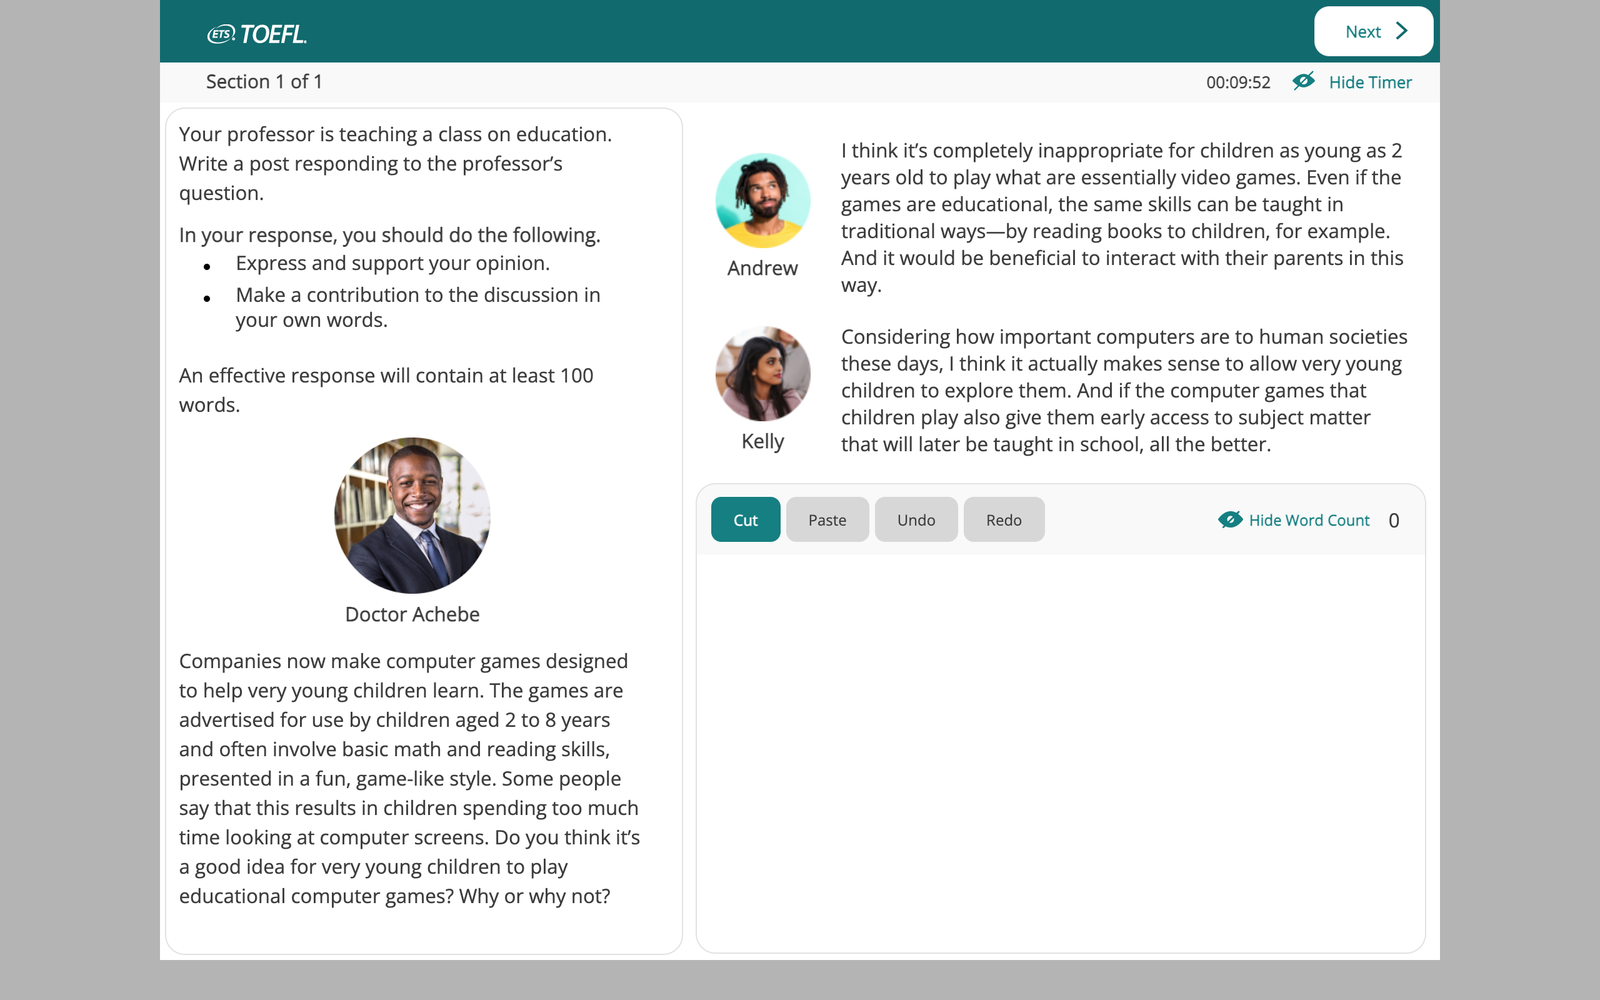 ETS TOEFL.
Next
Section 1 of 1
00:09:52 Hide Timer
Your professor is teaching a class on education.
Write a post responding to the professor’s
question.
In your response, you should do the following.
• Express and support your opinion.
• Make a contribution to the discussion in
your own words.
An effective response will contain at least 100
words.
Doctor Achebe
Companies now make computer games designed
to help very young children learn. The games are
advertised for use by children aged 2 to 8 years
and often involve basic math and reading skills,
presented in a fun, game-like style. Some people
say that this results in children spending too much
time looking at computer screens. Do you think it’s
a good idea for very young children to play
educational computer games? Why or why not?
I think it’s completely inappropriate for children as young as 2
years old to play what are essentially video games. Even if the
games are educational, the same skills can be taught in
traditional ways—by reading books to children, for example.
And it would be beneficial to interact with their parents in this
way.
Andrew
Considering how important computers are to human societies
these days, I think it actually makes sense to allow very young
children to explore them. And if the computer games that
children play also give them early access to subject matter
that will later be taught in school, all the better.
Kelly
Cut Paste Undo Redo Hide Word Count 0